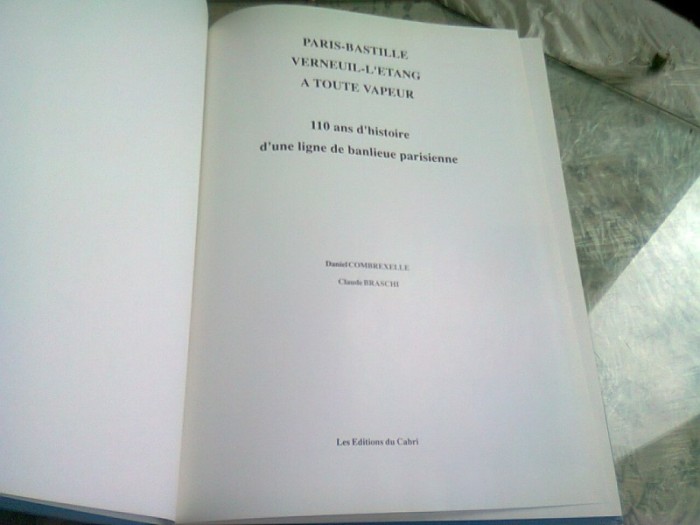 PARIS-BASTILLE
VERNEUIL-L'ETANG
A TOUTE VAPEUR
110 ans d'histoire
d'une ligne de banlieue parisienne
Daniel COMBREXELLE
Claude BRASCHI
Les Editions du Cabri